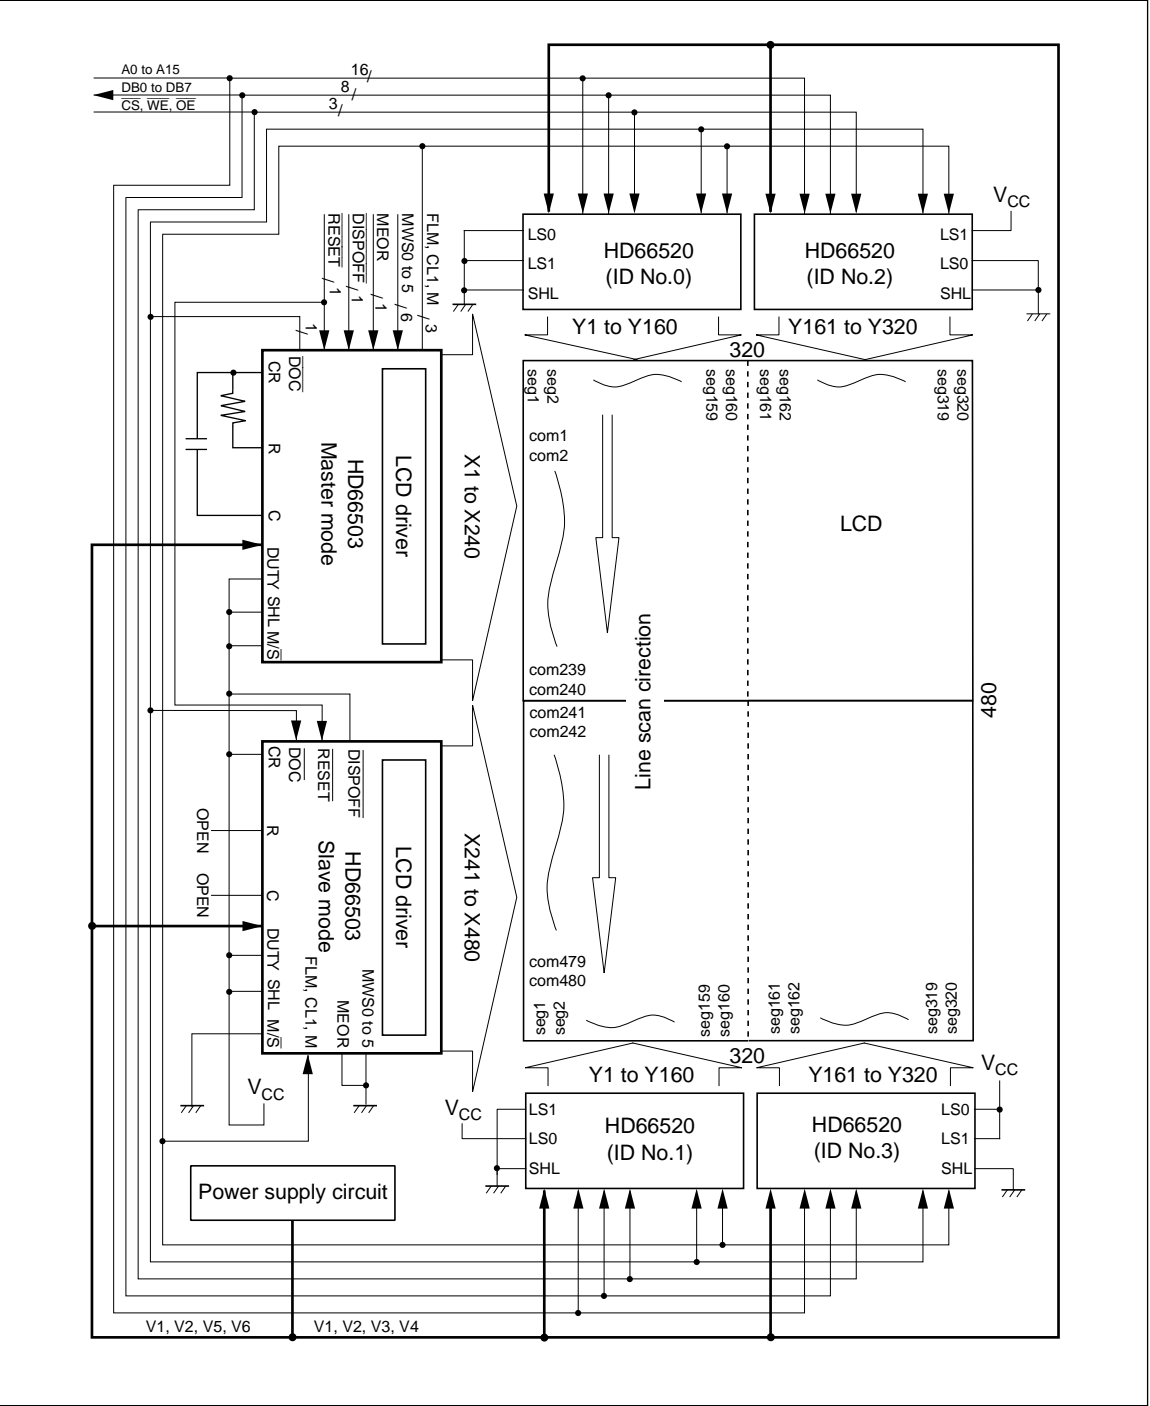 A0 to A15
16
DB0 to DB7
8
CS, WE, OE
3
RESET
1
DISPOFF
1
MEOR
1
MWS0 to 5
6
FLM, CL1, M
3
1
LS0
LS1
SHL
HD66520
(ID No.0)
HD66520
(ID No.2)
LS1
LS0
SHL
VCC
Y1 to Y160
Y161 to Y320
320
CR
DOC
R
C
DUTY
SHL
M/S
HD66503
Master mode
LCD driver
X1 to X240
seg1
seg2
seg159
seg160
seg161
seg162
seg319
seg320
com1
com2
LCD
Line scan cirection
com239
com240
com241
com242
480
CR
DOC
RESET
DISPOFF
OPEN
R
OPEN
C
DUTY
SHL
M/S
HD66503
Slave mode
LCD driver
FLM, CL1, M
MEOR
MWS0 to 5
X241 to X480
com479
com480
seg1
seg2
seg159
seg160
seg161
seg162
seg319
seg320
320
VCC
Y1 to Y160
Y161 to Y320
VCC
VCC
LS1
LS0
SHL
HD66520
(ID No.1)
HD66520
(ID No.3)
LS0
LS1
SHL
Power supply circuit
V1, V2, V5, V6
V1, V2, V3, V4